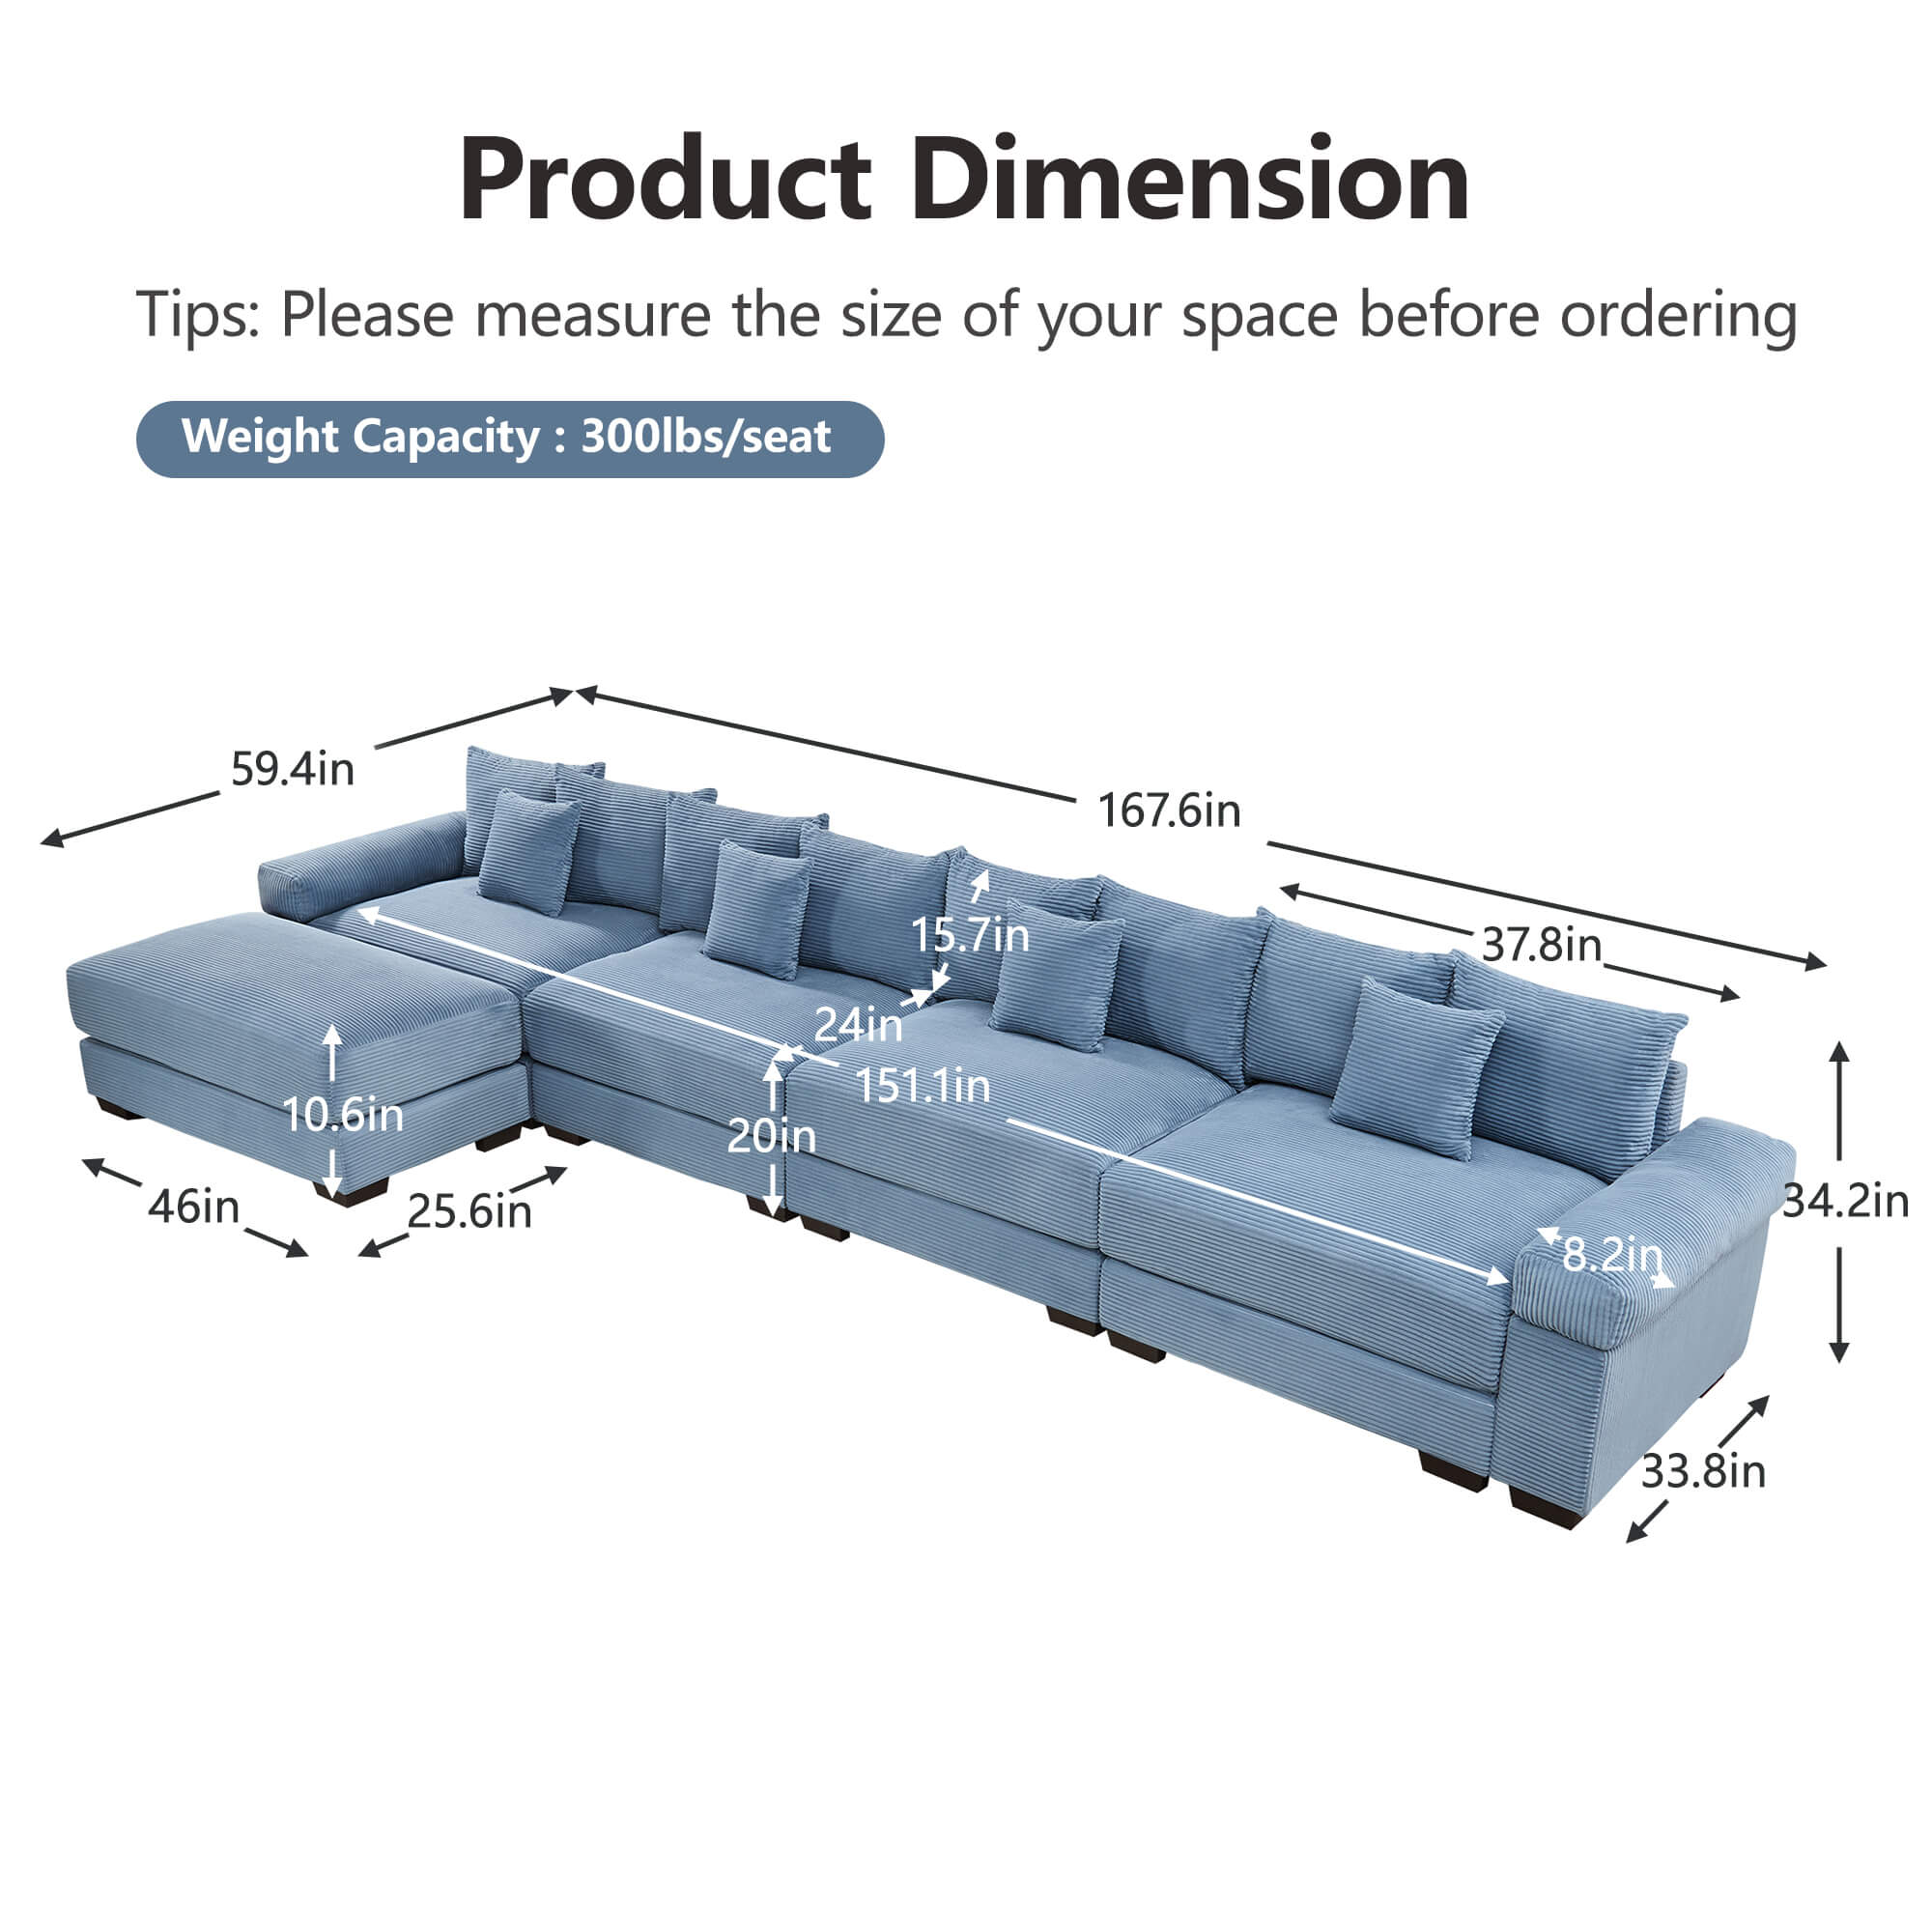 Product Dimension
Tips: Please measure the size of your space before ordering
Weight Capacity : 300lbs/seat
59.4in
167.6in
37.8in
15.7in
24in
151.1in
20in
10.6in
46in
25.6in
34.2in
8.2in
33.8in